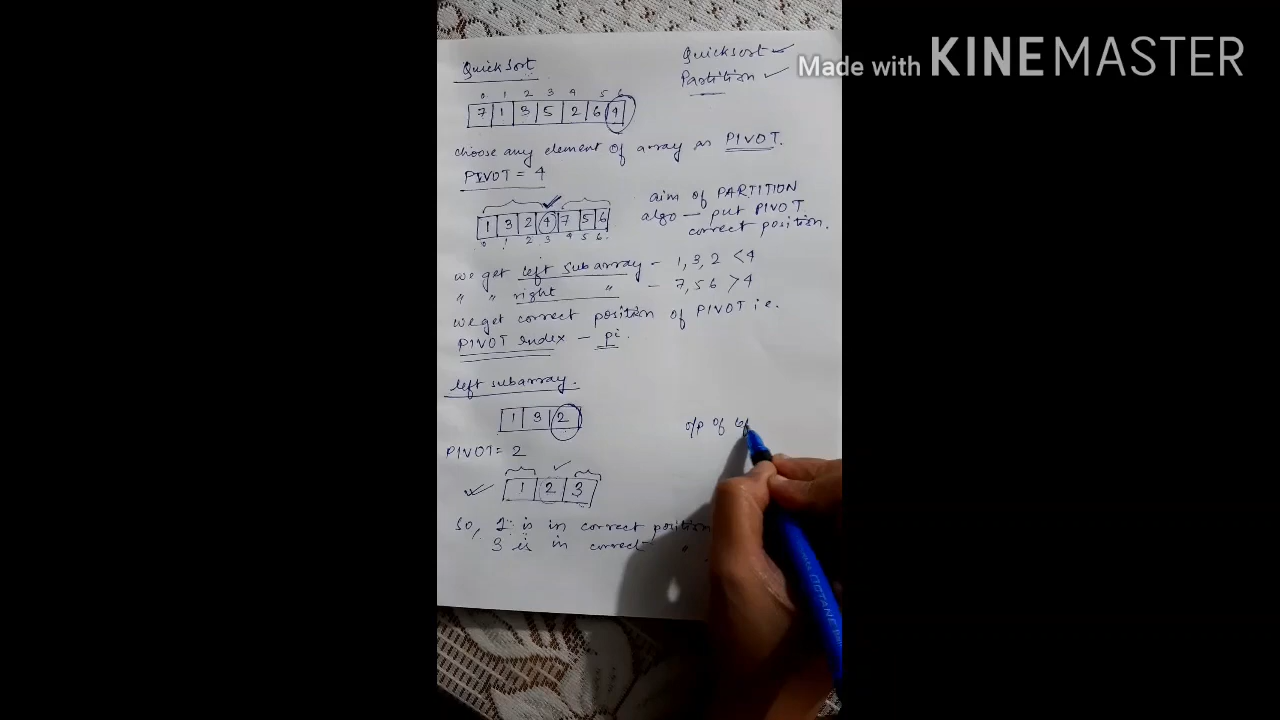 Made with KINEMASTER
Quicksort
Quicksort
Partition
0 1 2 3 4 5 6
7 1 3 5 2 6 4
choose any element of array as PIVOT.
PIVOT = 4
aim of PARTITION
algo — put PIVOT
correct position.
1 3 2 4 7 5 6
0 1 2 3 4 5 6
We get left subarray - 1, 3, 2 < 4
" " right " - 7, 5 6 > 4
We get correct position of PIVOT i.e.
PIVOT Index - pi.
left subarray.
1 3 2
PIVOT = 2
1 2 3
So, 1 is in correct position
3 is in correct "
o/p of